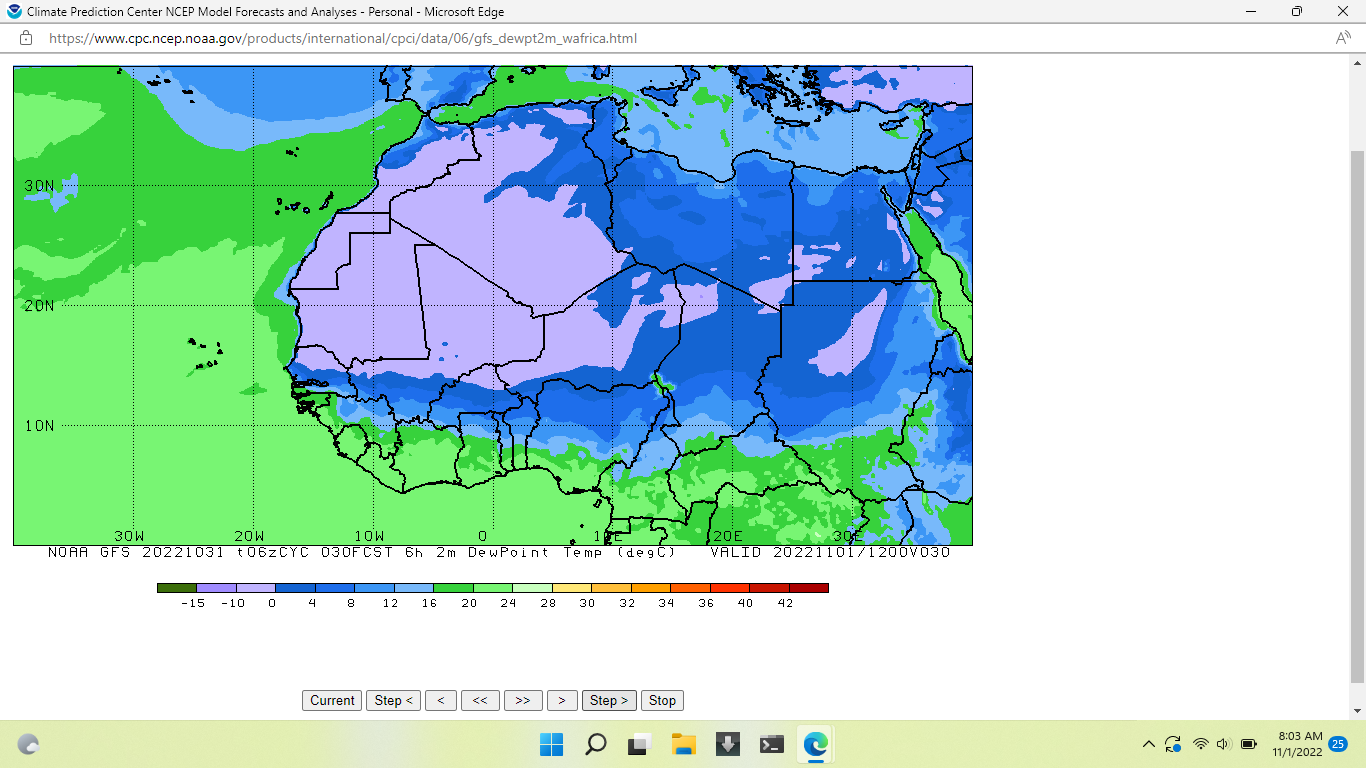 Climate Prediction Center NCEP Model Forecasts and Analyses - Personal - Microsoft Edge
https://www.cpc.ncep.noaa.gov/products/international/cpci/data/06/gfs_dewpt2m_wafrica.html
30N
20N
10N
30W 20W 10W 0 10E 20E 30E
NOAA GFS 20221031 t06zCYC 030FCST 6h 2m DewPoint Temp (degC) VALID 20221101/1200V030
-15 -10 0 4 8 12 16 20 24 28 30 32 34 36 40 42
Current Step < < << >> > Step > Stop
8:03 AM
11/1/2022
25